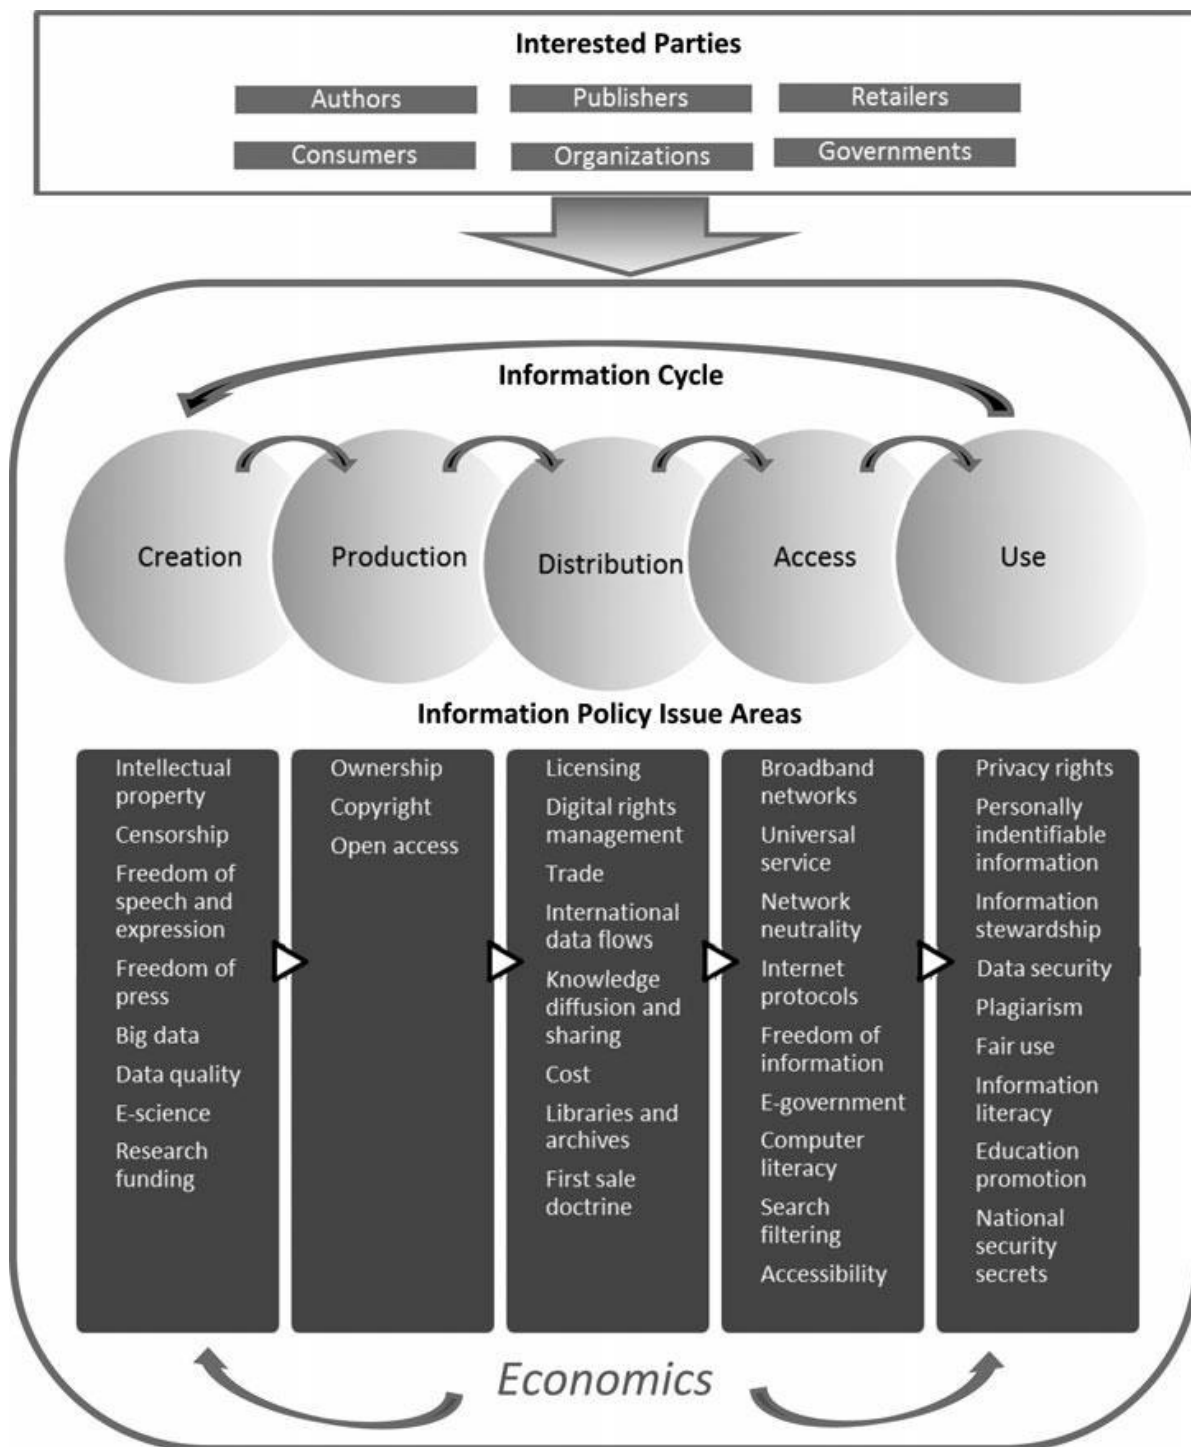 Interested Parties
Authors
Publishers
Retailers
Consumers
Organizations
Governments
Information Cycle
Creation
Production
Distribution
Access
Use
Information Policy Issue Areas
Intellectual
property
Censorship
Freedom of
speech and
expression
Freedom of
press
Big data
Data quality
E-science
Research
funding
Ownership
Copyright
Open access
Licensing
Digital rights
management
Trade
International
data flows
Knowledge
diffusion and
sharing
Cost
Libraries and
archives
First sale
doctrine
Broadband
networks
Universal
service
Network
neutrality
Internet
protocols
Freedom of
information
E-government
Computer
literacy
Search
filtering
Accessibility
Privacy rights
Personally
indentifiable
information
Information
stewardship
Data security
Plagiarism
Fair use
Information
literacy
Education
promotion
National
security
secrets
Economics